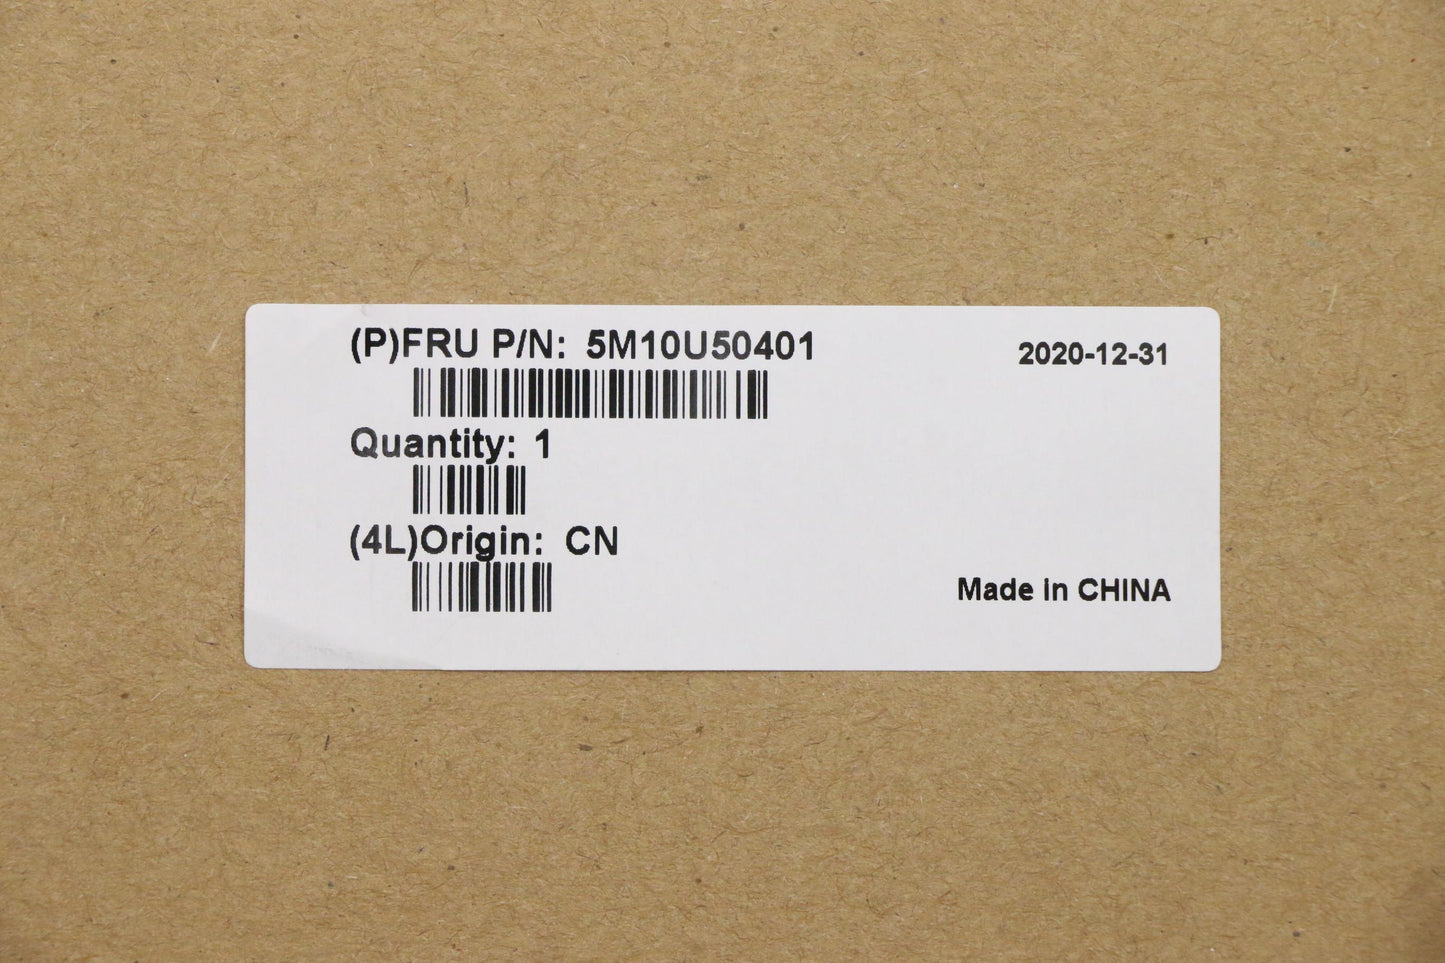 (P)FRU P/N: 5M10U50401
2020-12-31
Quantity: 1
(4L)Origin: CN
Made in CHINA